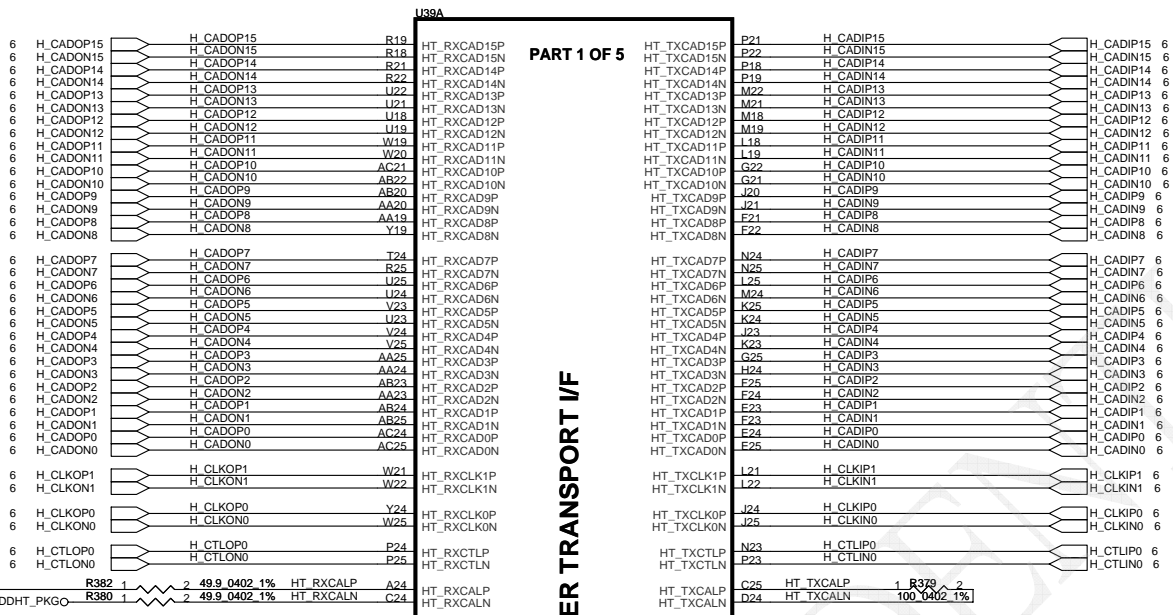 U39A
PART 1 OF 5
6 H_CADOP15 H_CADOP15 R19 HT_RXCAD15P HT_TXCAD15P P21 H_CADIP15 H_CADIP15 6
6 H_CADON15 H_CADON15 R18 HT_RXCAD15N HT_TXCAD15N P22 H_CADIN15 H_CADIN15 6
6 H_CADOP14 H_CADOP14 R21 HT_RXCAD14P HT_TXCAD14P P18 H_CADIP14 H_CADIP14 6
6 H_CADON14 H_CADON14 R22 HT_RXCAD14N HT_TXCAD14N P19 H_CADIN14 H_CADIN14 6
6 H_CADOP13 H_CADOP13 U22 HT_RXCAD13P HT_TXCAD13P M22 H_CADIP13 H_CADIP13 6
6 H_CADON13 H_CADON13 U21 HT_RXCAD13N HT_TXCAD13N M21 H_CADIN13 H_CADIN13 6
6 H_CADOP12 H_CADOP12 U18 HT_RXCAD12P HT_TXCAD12P M18 H_CADIP12 H_CADIP12 6
6 H_CADON12 H_CADON12 U19 HT_RXCAD12N HT_TXCAD12N M19 H_CADIN12 H_CADIN12 6
6 H_CADOP11 H_CADOP11 W19 HT_RXCAD11P HT_TXCAD11P L18 H_CADIP11 H_CADIP11 6
6 H_CADON11 H_CADON11 W20 HT_RXCAD11N HT_TXCAD11N L19 H_CADIN11 H_CADIN11 6
6 H_CADOP10 H_CADOP10 AC21 HT_RXCAD10P HT_TXCAD10P G22 H_CADIP10 H_CADIP10 6
6 H_CADON10 H_CADON10 AB22 HT_RXCAD10N HT_TXCAD10N G21 H_CADIN10 H_CADIN10 6
6 H_CADOP9 H_CADOP9 AB20 HT_RXCAD9P HT_TXCAD9P J20 H_CADIP9 H_CADIP9 6
6 H_CADON9 H_CADON9 AA20 HT_RXCAD9N HT_TXCAD9N J21 H_CADIN9 H_CADIN9 6
6 H_CADOP8 H_CADOP8 AA19 HT_RXCAD8P HT_TXCAD8P F21 H_CADIP8 H_CADIP8 6
6 H_CADON8 H_CADON8 Y19 HT_RXCAD8N HT_TXCAD8N F22 H_CADIN8 H_CADIN8 6
6 H_CADOP7 H_CADOP7 T24 HT_RXCAD7P HT_TXCAD7P N24 H_CADIP7 H_CADIP7 6
6 H_CADON7 H_CADON7 R25 HT_RXCAD7N HT_TXCAD7N N25 H_CADIN7 H_CADIN7 6
6 H_CADOP6 H_CADOP6 U25 HT_RXCAD6P HT_TXCAD6P L25 H_CADIP6 H_CADIP6 6
6 H_CADON6 H_CADON6 U24 HT_RXCAD6N HT_TXCAD6N M24 H_CADIN6 H_CADIN6 6
6 H_CADOP5 H_CADOP5 V23 HT_RXCAD5P HT_TXCAD5P K25 H_CADIP5 H_CADIP5 6
6 H_CADON5 H_CADON5 U23 HT_RXCAD5N HT_TXCAD5N K24 H_CADIN5 H_CADIN5 6
6 H_CADOP4 H_CADOP4 V24 HT_RXCAD4P HT_TXCAD4P J23 H_CADIP4 H_CADIP4 6
6 H_CADON4 H_CADON4 V25 HT_RXCAD4N HT_TXCAD4N K23 H_CADIN4 H_CADIN4 6
6 H_CADOP3 H_CADOP3 AA25 HT_RXCAD3P HT_TXCAD3P G25 H_CADIP3 H_CADIP3 6
6 H_CADON3 H_CADON3 AA24 HT_RXCAD3N HT_TXCAD3N H24 H_CADIN3 H_CADIN3 6
6 H_CADOP2 H_CADOP2 AB23 HT_RXCAD2P HT_TXCAD2P F25 H_CADIP2 H_CADIP2 6
6 H_CADON2 H_CADON2 AA23 HT_RXCAD2N HT_TXCAD2N F24 H_CADIN2 H_CADIN2 6
6 H_CADOP1 H_CADOP1 AB24 HT_RXCAD1P HT_TXCAD1P E23 H_CADIP1 H_CADIP1 6
6 H_CADON1 H_CADON1 AB25 HT_RXCAD1N HT_TXCAD1N F23 H_CADIN1 H_CADIN1 6
6 H_CADOP0 H_CADOP0 AC24 HT_RXCAD0P HT_TXCAD0P E24 H_CADIP0 H_CADIP0 6
6 H_CADON0 H_CADON0 AC25 HT_RXCAD0N HT_TXCAD0N E25 H_CADIN0 H_CADIN0 6
6 H_CLKOP1 H_CLKOP1 W21 HT_RXCLK1P HT_TXCLK1P L21 H_CLKIP1 H_CLKIP1 6
6 H_CLKON1 H_CLKON1 W22 HT_RXCLK1N HT_TXCLK1N L22 H_CLKIN1 H_CLKIN1 6
6 H_CLKOP0 H_CLKOP0 Y24 HT_RXCLK0P HT_TXCLK0P J24 H_CLKIP0 H_CLKIP0 6
6 H_CLKON0 H_CLKON0 W25 HT_RXCLK0N HT_TXCLK0N J25 H_CLKIN0 H_CLKIN0 6
6 H_CTLOP0 H_CTLOP0 P24 HT_RXCTLP HT_TXCTLP N23 H_CTLIP0 H_CTLIP0 6
6 H_CTLON0 H_CTLON0 P25 HT_RXCTLN HT_TXCTLN P23 H_CTLIN0 H_CTLIN0 6
R382 1 2 49.9_0402_1% HT_RXCALP A24 HT_RXCALP HT_TXCALP C25 HT_TXCALP 1 R379 2
DDHT_PKG R380 1 2 49.9_0402_1% HT_RXCALN C24 HT_RXCALN HT_TXCALN D24 HT_TXCALN 100_0402_1%
ER TRANSPORT I/F